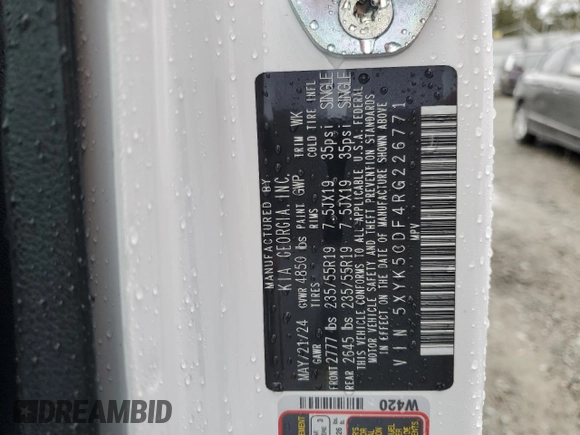 MANUFACTURED BY
KIA GEORGIA, INC.
MAY/21/24 GVWR 4850 lbs PAINT GWP TRIM WK
GAWR TIRES RIMS COLD TIRE INFL
FRONT 2777 lbs 235/55R19 7.5JX19 35psi SINGLE
REAR 2645 lbs 235/55R19 7.5JX19 35psi SINGLE
THIS VEHICLE CONFORMS TO ALL APPLICABLE U.S.A. FEDERAL
MOTOR VEHICLE SAFETY AND THEFT PREVENTION STANDARDS
IN EFFECT ON THE DATE OF MANUFACTURE SHOWN ABOVE
VIN 5XYK5CDF4RG226771
MPV
W420
DREAMBID